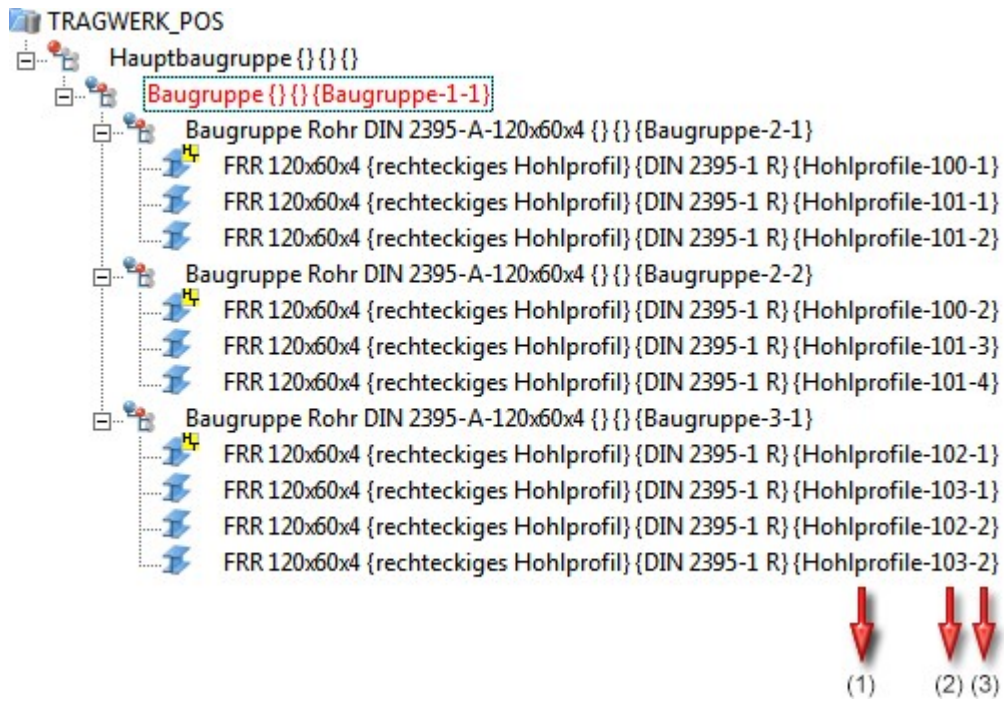 TRAGWERK_POS
Hauptbaugruppe {} {} {}
Baugruppe {} {} {Baugruppe-1-1}
Baugruppe Rohr DIN 2395-A-120x60x4 {} {} {Baugruppe-2-1}
HT FRR 120x60x4 {rechteckiges Hohlprofil} {DIN 2395-1 R} {Hohlprofile-100-1}
FRR 120x60x4 {rechteckiges Hohlprofil} {DIN 2395-1 R} {Hohlprofile-101-1}
FRR 120x60x4 {rechteckiges Hohlprofil} {DIN 2395-1 R} {Hohlprofile-101-2}
Baugruppe Rohr DIN 2395-A-120x60x4 {} {} {Baugruppe-2-2}
HT FRR 120x60x4 {rechteckiges Hohlprofil} {DIN 2395-1 R} {Hohlprofile-100-2}
FRR 120x60x4 {rechteckiges Hohlprofil} {DIN 2395-1 R} {Hohlprofile-101-3}
FRR 120x60x4 {rechteckiges Hohlprofil} {DIN 2395-1 R} {Hohlprofile-101-4}
Baugruppe Rohr DIN 2395-A-120x60x4 {} {} {Baugruppe-3-1}
HT FRR 120x60x4 {rechteckiges Hohlprofil} {DIN 2395-1 R} {Hohlprofile-102-1}
FRR 120x60x4 {rechteckiges Hohlprofil} {DIN 2395-1 R} {Hohlprofile-103-1}
FRR 120x60x4 {rechteckiges Hohlprofil} {DIN 2395-1 R} {Hohlprofile-102-2}
FRR 120x60x4 {rechteckiges Hohlprofil} {DIN 2395-1 R} {Hohlprofile-103-2}
(1) (2) (3)